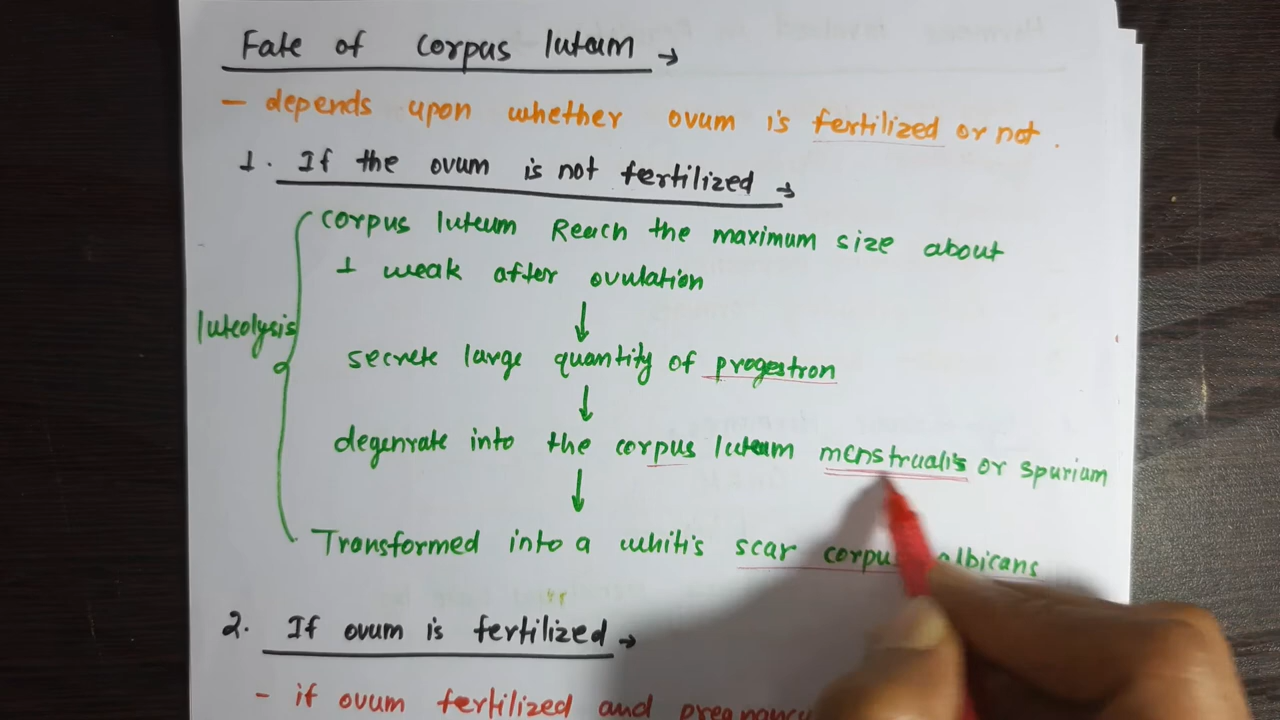 Fate of corpus luteum →
- depends upon whether ovum is fertilized or not.
1. If the ovum is not fertilized →
corpus luteum Reach the maximum size about
1 weak after ovulation
↓
luteolysis
secrete large quantity of progestron
↓
degenrate into the corpus luteum menstrualis or spurium
↓
Transformed into a whitis scar corpus albicans
2. If ovum is fertilized →
- if ovum fertilized and pregnancy